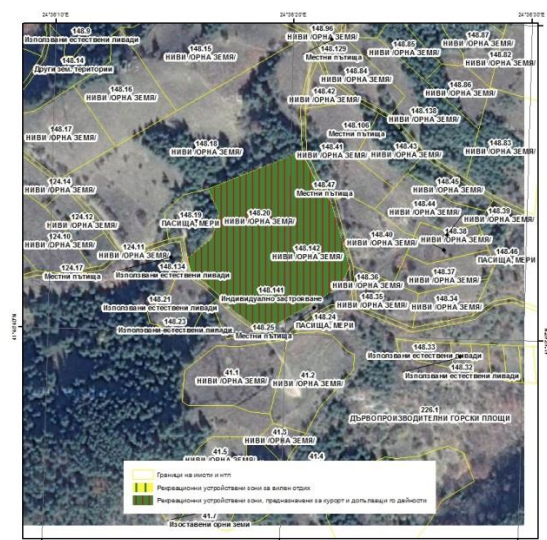 24°36'10"E
24°36'20"E
24°36'30"E
148.9
Използвани естествени ливади
148.14
Други зем. територии
148.15
НИВИ /ОРНА ЗЕМЯ/
148.96
НИВИ /ОРНА ЗЕМЯ/
148.129
Местни пътища
148.85
НИВИ /ОРНА ЗЕМЯ/
148.87
НИВИ /ОРНА ЗЕМЯ/
148.82
НИВИ /ОРНА ЗЕМЯ/
148.16
НИВИ /ОРНА ЗЕМЯ/
148.84
НИВИ /ОРНА ЗЕМЯ/
148.42
НИВИ /ОРНА ЗЕМЯ/
148.86
НИВИ /ОРНА ЗЕМЯ/
148.138
НИВИ /ОРНА ЗЕМЯ/
148.17
НИВИ /ОРНА ЗЕМЯ/
148.106
Местни пътища
148.18
НИВИ /ОРНА ЗЕМЯ/
148.41
НИВИ /ОРНА ЗЕМЯ/
148.43
НИВИ /ОРНА ЗЕМЯ/
148.83
НИВИ /ОРНА ЗЕМЯ/
124.14
НИВИ /ОРНА ЗЕМЯ/
148.47
Местни пътища
148.45
НИВИ /ОРНА ЗЕМЯ/
148.44
НИВИ /ОРНА ЗЕМЯ/
148.39
НИВИ /ОРНА ЗЕМЯ/
124.12
НИВИ /ОРНА ЗЕМЯ/
148.19
ПАСИЩА, МЕРИ
148.20
НИВИ /ОРНА ЗЕМЯ/
124.10
НИВИ /ОРНА ЗЕМЯ/
148.40
НИВИ /ОРНА ЗЕМЯ/
148.38
НИВИ /ОРНА ЗЕМЯ/
124.11
НИВИ /ОРНА ЗЕМЯ/
148.142
НИВИ /ОРНА ЗЕМЯ/
148.46
ПАСИЩА, МЕРИ
124.17
Местни пътища
148.134
Използвани естествени ливади
148.36
НИВИ /ОРНА ЗЕМЯ/
148.37
НИВИ /ОРНА ЗЕМЯ/
148.141
Индивидуално застрояване
148.35
НИВИ /ОРНА ЗЕМЯ/
148.34
НИВИ /ОРНА ЗЕМЯ/
148.21
Използвани естествени ливади
148.24
ПАСИЩА, МЕРИ
148.23
Използвани естествени ливади
148.25
Местни пътища
148.33
Използвани естествени ливади
148.32
Използвани естествени ливади
41.1
НИВИ /ОРНА ЗЕМЯ/
41.2
НИВИ /ОРНА ЗЕМЯ/
226.1
ДЪРВОПРОИЗВОДИТЕЛНИ ГОРСКИ ПЛОЩИ
41.3
НИВИ /ОРНА ЗЕМЯ/
41.5
НИВИ /ОРНА ЗЕМЯ/
41.4
Граници на имоти и нтп
Рекреационни устройствени зони за вилен отдих
Рекреационни устройствени зони, предназначени за курорт и допълващи го дейности
41.7
Изоставени орни земи